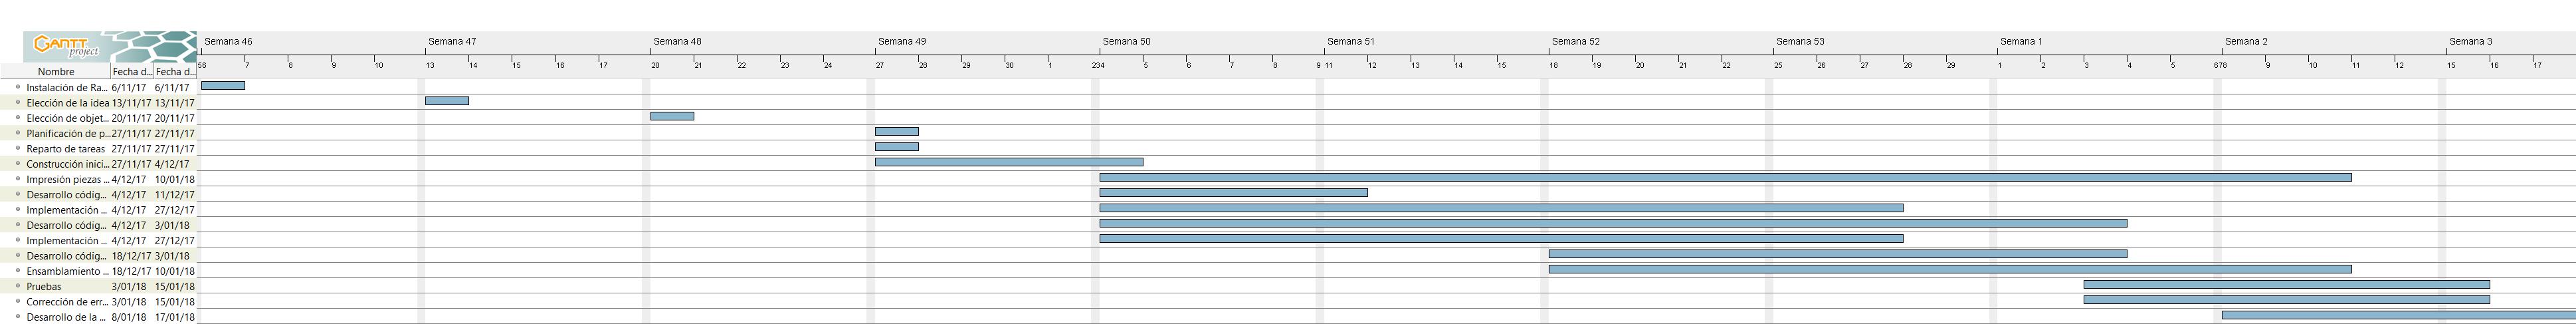 GANTT project
Semana 46 Semana 47 Semana 48 Semana 49 Semana 50 Semana 51 Semana 52 Semana 53 Semana 1 Semana 2 Semana 3
56 7 8 9 10 13 14 15 16 17 20 21 22 23 24 27 28 29 30 1 234 5 6 7 8 9 11 12 13 14 15 18 19 20 21 22 25 26 27 28 29 1 2 3 4 5 678 9 10 11 12 15 16 17
Nombre Fecha d... Fecha d...
Instalación de Ra... 6/11/17 6/11/17
Elección de la idea 13/11/17 13/11/17
Elección de objet... 20/11/17 20/11/17
Planificación de p... 27/11/17 27/11/17
Reparto de tareas 27/11/17 27/11/17
Construcción inici... 27/11/17 4/12/17
Impresión piezas ... 4/12/17 10/01/18
Desarrollo códig... 4/12/17 11/12/17
Implementación ... 4/12/17 27/12/17
Desarrollo códig... 4/12/17 3/01/18
Implementación ... 4/12/17 27/12/17
Desarrollo códig... 18/12/17 3/01/18
Ensamblamiento ... 18/12/17 10/01/18
Pruebas 3/01/18 15/01/18
Corrección de err... 3/01/18 15/01/18
Desarrollo de la ... 8/01/18 17/01/18